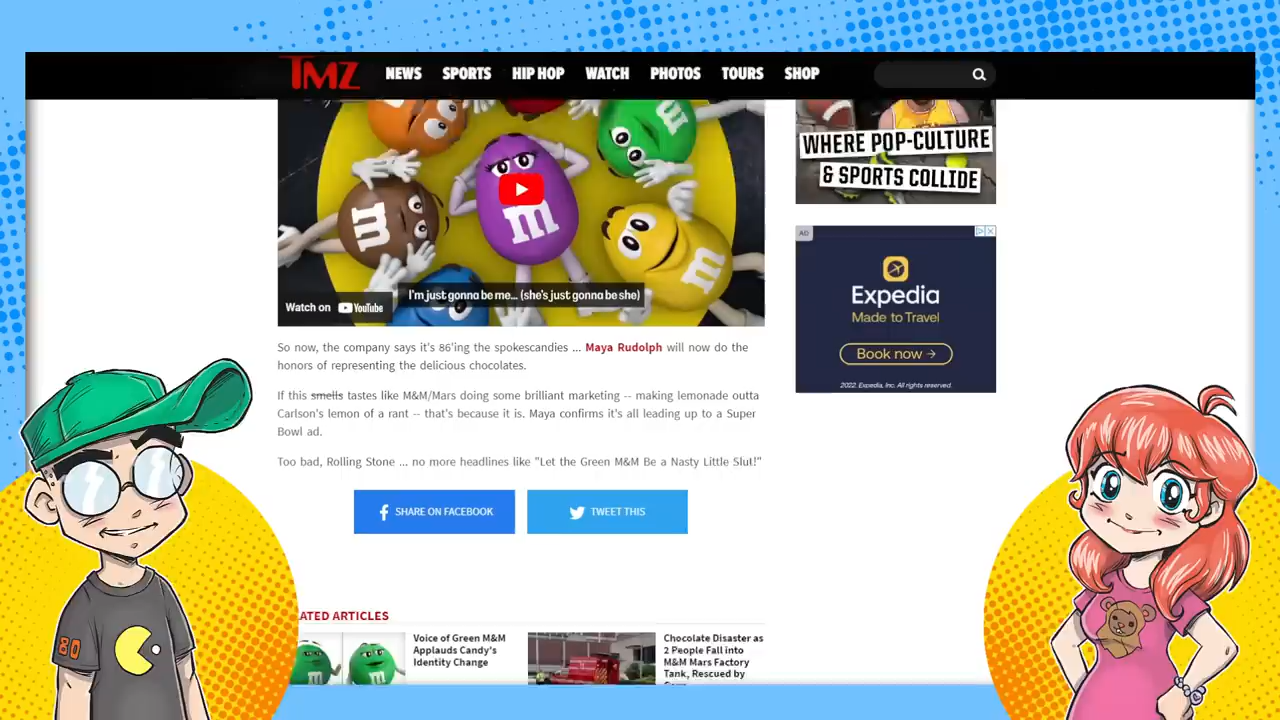 TMZ NEWS SPORTS HIP HOP WATCH PHOTOS TOURS SHOP
m
m
m
m
I'm just gonna be me... (she's just gonna be she)
Watch on YouTube
WHERE POP-CULTURE
& SPORTS COLLIDE
AD
Expedia
Made to Travel
Book now →
2022 Expedia, Inc. All rights reserved.
So now, the company says it's 86'ing the spokescandies ... Maya Rudolph will now do the
honors of representing the delicious chocolates.
If this smells tastes like M&M/Mars doing some brilliant marketing -- making lemonade outta
Carlson's lemon of a rant -- that's because it is. Maya confirms it's all leading up to a Super
Bowl ad.
Too bad, Rolling Stone ... no more headlines like "Let the Green M&M Be a Nasty Little Slut!"
SHARE ON FACEBOOK
TWEET THIS
ATED ARTICLES
Voice of Green M&M
Applauds Candy's
Identity Change
Chocolate Disaster as
2 People Fall into
M&M Mars Factory
Tank, Rescued by
80